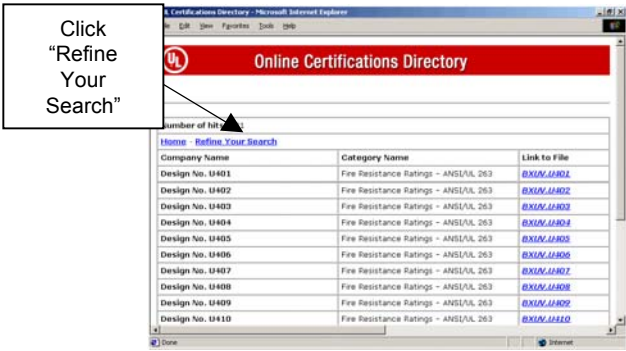 Click
“Refine
Your
Search”
L Certifications Directory - Microsoft Internet Explorer
Edit View Favorites Tools Help
UL
Online Certifications Directory
Number of hits
Home - Refine Your Search
Company Name Category Name Link to File
Design No. U401 Fire Resistance Ratings - ANSI/UL 263 BXUV.U401
Design No. U402 Fire Resistance Ratings - ANSI/UL 263 BXUV.U402
Design No. U403 Fire Resistance Ratings - ANSI/UL 263 BXUV.U403
Design No. U404 Fire Resistance Ratings - ANSI/UL 263 BXUV.U404
Design No. U405 Fire Resistance Ratings - ANSI/UL 263 BXUV.U405
Design No. U406 Fire Resistance Ratings - ANSI/UL 263 BXUV.U406
Design No. U407 Fire Resistance Ratings - ANSI/UL 263 BXUV.U407
Design No. U408 Fire Resistance Ratings - ANSI/UL 263 BXUV.U408
Design No. U409 Fire Resistance Ratings - ANSI/UL 263 BXUV.U409
Design No. U410 Fire Resistance Ratings - ANSI/UL 263 BXUV.U410
Done Internet